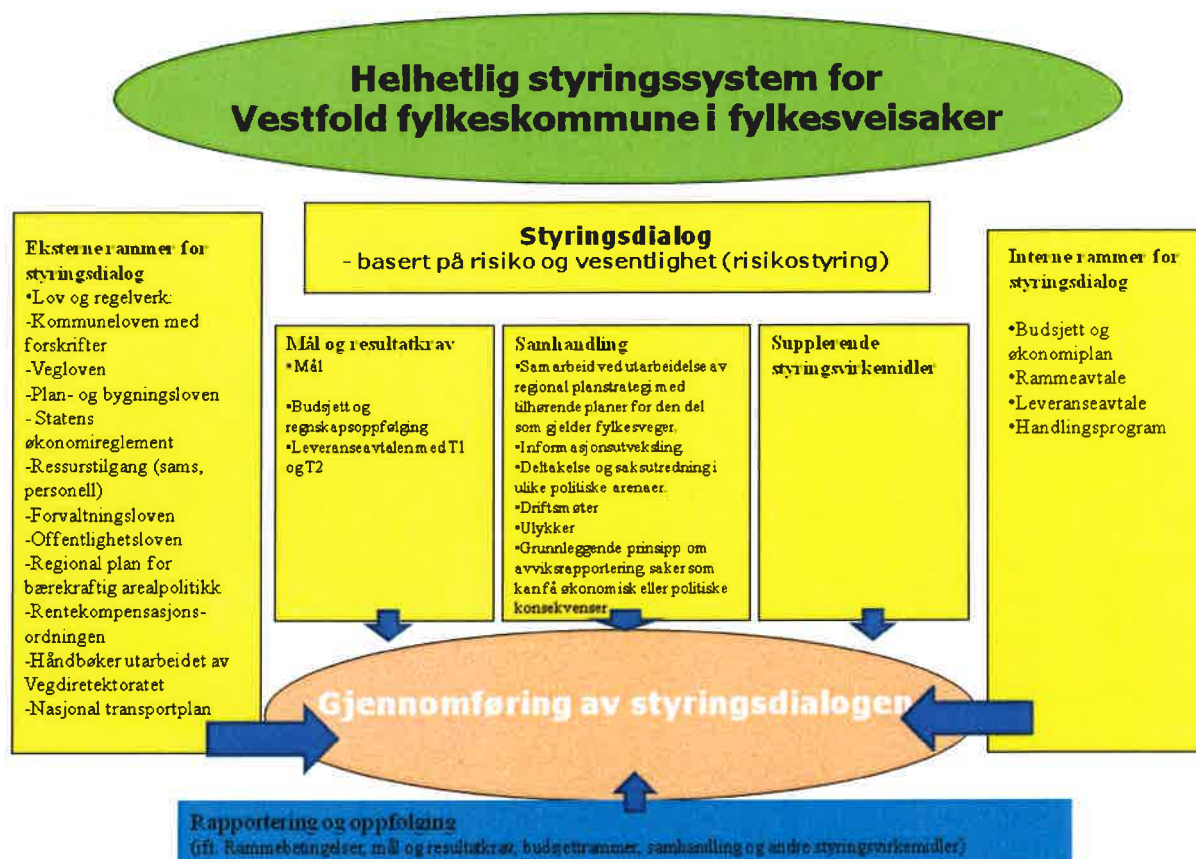 Helhetlig styringssystem for
Vestfold fylkeskommune i fylkesveisaker
Styringsdialog
- basert på risiko og vesentlighet (risikostyring)
Eksterne rammer for
styringsdialog
•Lov og regelverk:
-Kommuneloven med
forskrifter
-Vegloven
-Plan- og bygningsloven
- Statens
økonomireglement
-Ressurstilgang (sams,
personell)
-Forvaltningsloven
-Offentlighetsloven
-Regional plan for
bærekraftig arealpolitikk
-Rentekompensasjons-
ordningen
-Håndbøker utarbeidet av
Vegdiretektoratet
-Nasjonal transportplan
Mål og resultatkrav
•Mål
•Budsjett og
regnskapsoppfølging
•Leveranseavtalen med T1
og T2
Samhandling
•Samarbeid ved utarbeidelse av
regional planstrategi med
tilhørende planer for den del
som gjelder fylkesveger.
•Informasjonsutveksling
•Deltakelse og saksutredning i
ulike politiske arenaer.
•Driftsmøter
•Ulykker
•Grunnleggende prinsipp om
avviksrapportering, saker som
kan få økonomisk eller politiske
konsekvenser
Supplerende
styringsvirkemidler
Interne rammer for
styringsdialog
•Budsjett og
økonomiplan
•Rammeavtale
•Leveranseavtale
•Handlingsprogram
Gjennomføring av styringsdialogen
Rapportering og oppfølging
(ift. Rammebetingelser, mål og resultatkrav, budsjettrammer, samhandling og andre styringsvirkemidler)